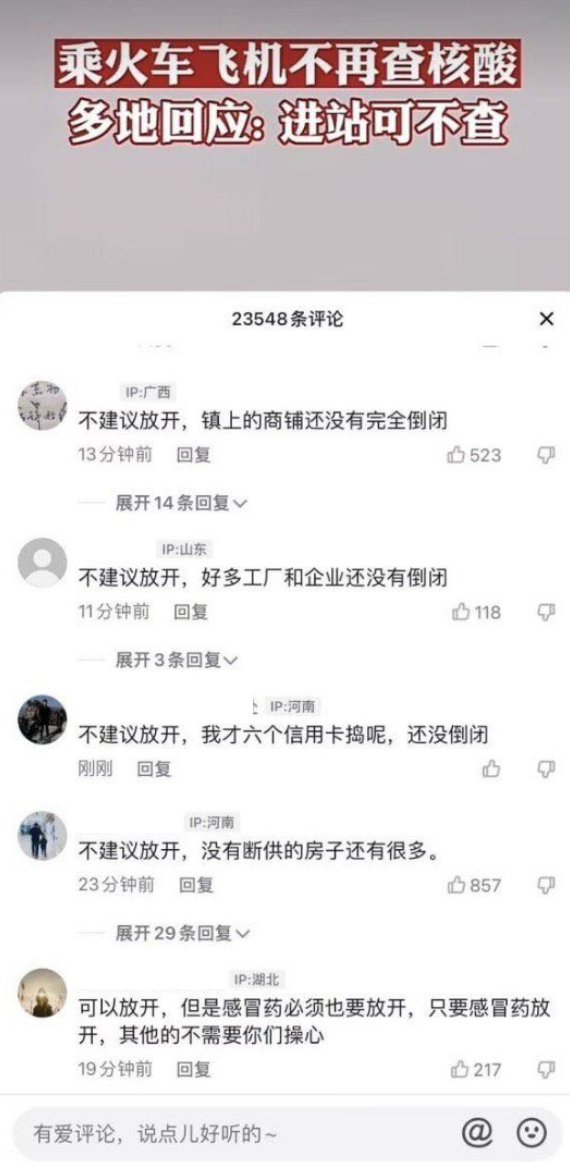 乘火车飞机不再查核酸
多地回应：进站可不查
23548条评论
IP:广西
不建议放开，镇上的商铺还没有完全倒闭
13分钟前 回复 523
展开14条回复
IP:山东
不建议放开，好多工厂和企业还没有倒闭
11分钟前 回复 118
展开3条回复
IP:河南
不建议放开，我才六个信用卡捣呢，还没倒闭
刚刚 回复
IP:河南
不建议放开，没有断供的房子还有很多。
23分钟前 回复 857
展开29条回复
IP:湖北
可以放开，但是感冒药必须也要放开，只要感冒药放
开，其他的不需要你们操心
19分钟前 回复 217
有爱评论，说点儿好听的~